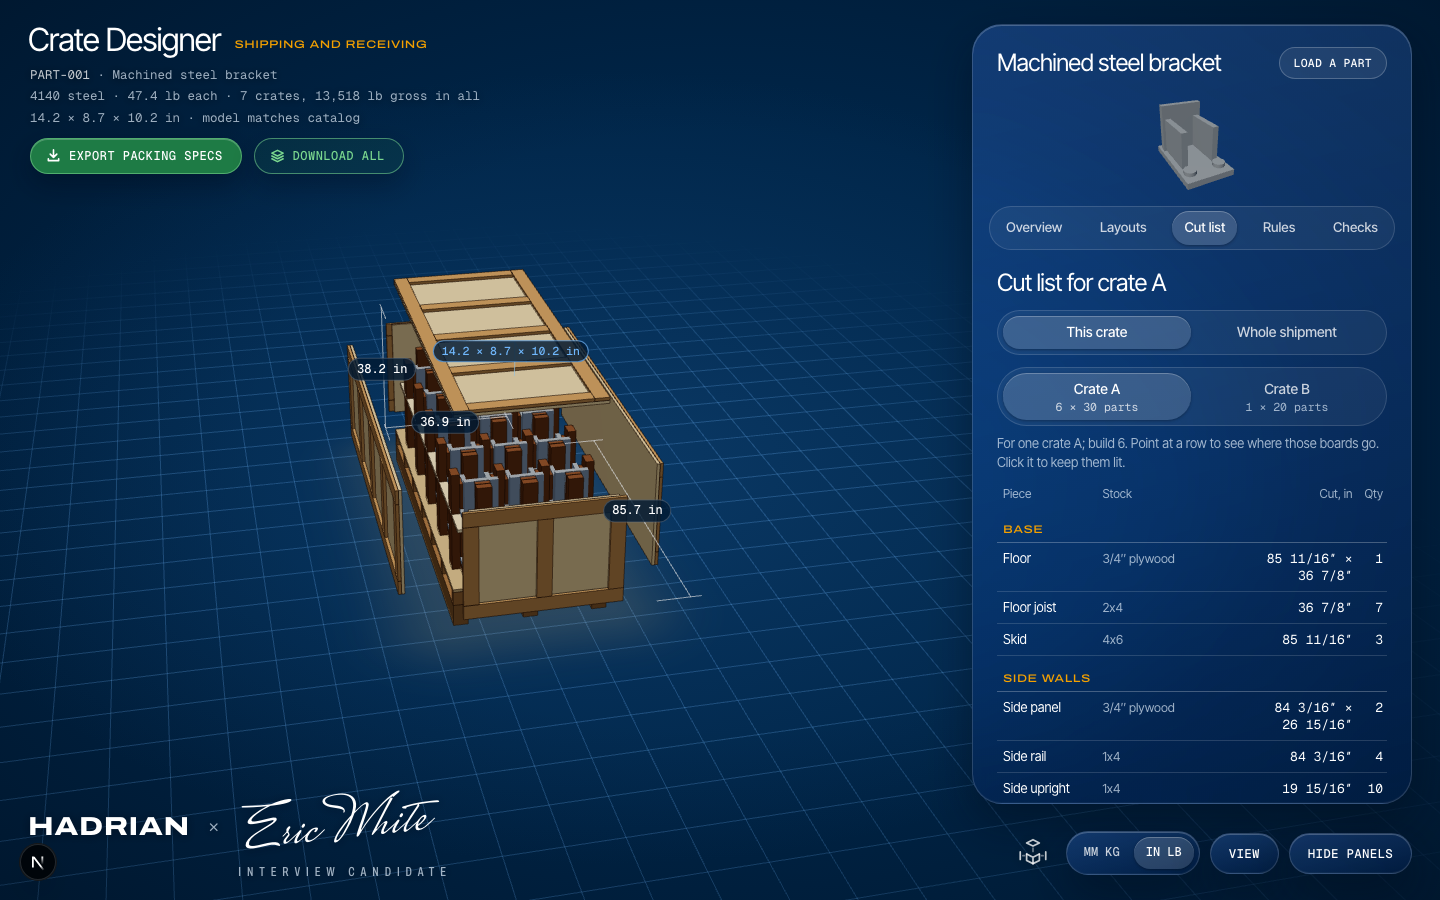 Crate Designer SHIPPING AND RECEIVING
PART-001 · Machined steel bracket
4140 steel · 47.4 lb each · 7 crates, 13,518 lb gross in all
14.2 × 8.7 × 10.2 in · model matches catalog
EXPORT PACKING SPECS
DOWNLOAD ALL
14.2 × 8.7 × 10.2 in
38.2 in
36.9 in
85.7 in
Machined steel bracket
LOAD A PART
Overview Layouts Cut list Rules Checks
Cut list for crate A
This crate Whole shipment
Crate A Crate B
6 × 30 parts 1 × 20 parts
For one crate A; build 6. Point at a row to see where those boards go.
Click it to keep them lit.
Piece Stock Cut, in Qty
BASE
Floor 3/4″ plywood 85 11/16″ × 1
36 7/8″
Floor joist 2x4 36 7/8″ 7
Skid 4x6 85 11/16″ 3
SIDE WALLS
Side panel 3/4″ plywood 84 3/16″ × 2
26 15/16″
Side rail 1x4 84 3/16″ 4
Side upright 1x4 19 15/16″ 10
HADRIAN × Eric White
INTERVIEW CANDIDATE
N
MM KG IN LB
VIEW
HIDE PANELS